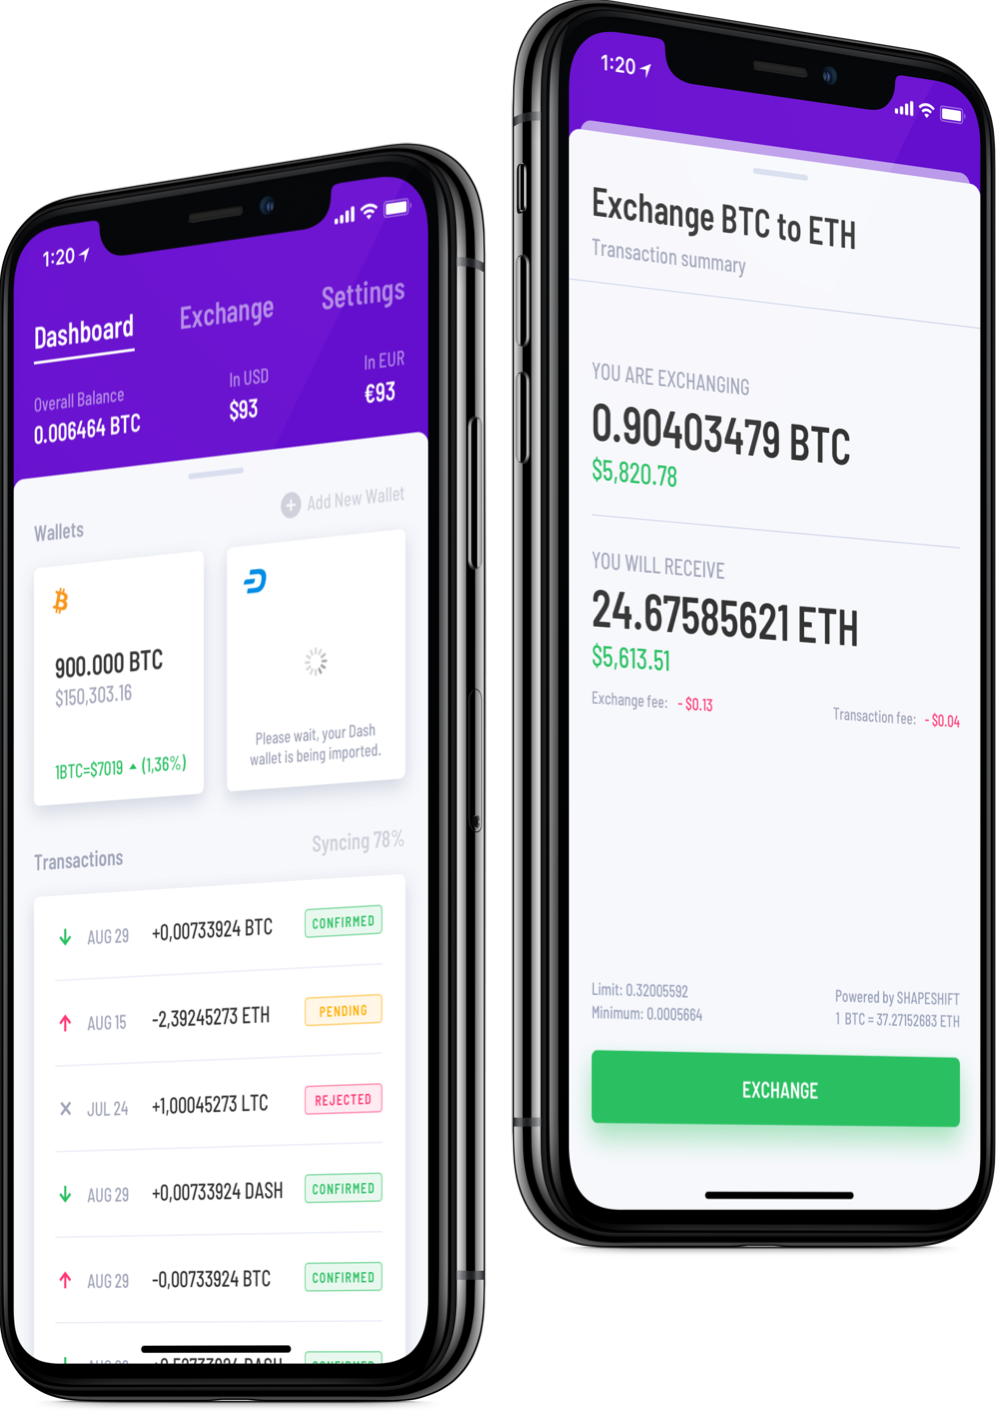 1:20
Dashboard
Exchange
Settings
Overall Balance
0.006464 BTC
In USD
$93
In EUR
€93
Wallets
Add New Wallet
900.000 BTC
$150,303.16
1BTC=$7019 (1,36%)
Please wait, your Dash
wallet is being imported.
Transactions
Syncing 78%
AUG 29 +0,00733924 BTC CONFIRMED
AUG 15 -2,39245273 ETH PENDING
JUL 24 +1,00045273 LTC REJECTED
AUG 29 +0,00733924 DASH CONFIRMED
AUG 29 -0,00733924 BTC CONFIRMED
1:20
Exchange BTC to ETH
Transaction summary
YOU ARE EXCHANGING
0.90403479 BTC
$5,820.78
YOU WILL RECEIVE
24.67585621 ETH
$5,613.51
Exchange fee: - $0.13
Transaction fee: - $0.04
Limit: 0.32005592
Minimum: 0.0005664
Powered by SHAPESHIFT
1 BTC = 37.27152683 ETH
EXCHANGE